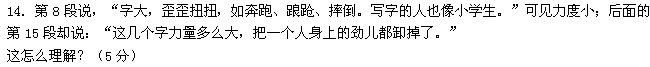 14. 第 8 段说，“字大，歪歪扭扭，如奔跑、踉跄、摔倒。写字的人也像小学生。”可见力度小；后面的
第 15 段却说：“这几个字力量多么大，把一个人身上的劲儿都卸掉了。”
这怎么理解？（5 分）